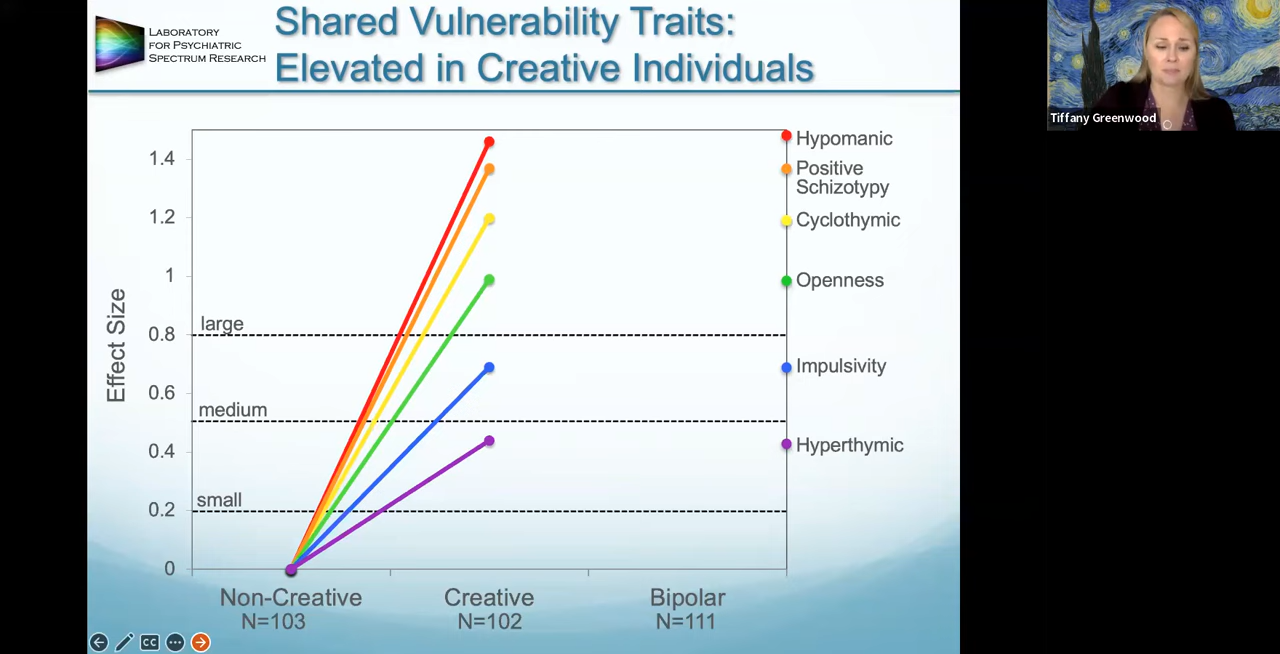 LABORATORY
FOR PSYCHIATRIC
SPECTRUM RESEARCH
Shared Vulnerability Traits:
Elevated in Creative Individuals
Tiffany Greenwood
Effect Size
1.4
1.2
1
0.8
0.6
0.4
0.2
0
large
medium
small
Hypomanic
Positive
Schizotypy
Cyclothymic
Openness
Impulsivity
Hyperthymic
Non-Creative
N=103
Creative
N=102
Bipolar
N=111
CC